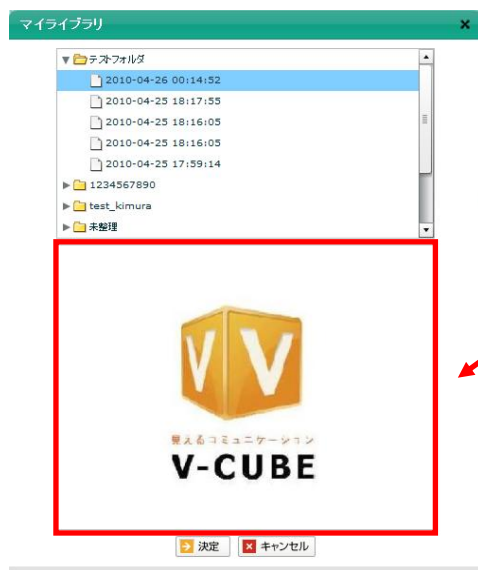 マイライブラリ
テストフォルダ
2010-04-26 00:14:52
2010-04-25 18:17:55
2010-04-25 18:16:05
2010-04-25 18:16:05
2010-04-25 17:59:14
1234567890
test_kimura
未整理
V V
見えるコミュニケーション
V-CUBE
決定 キャンセル